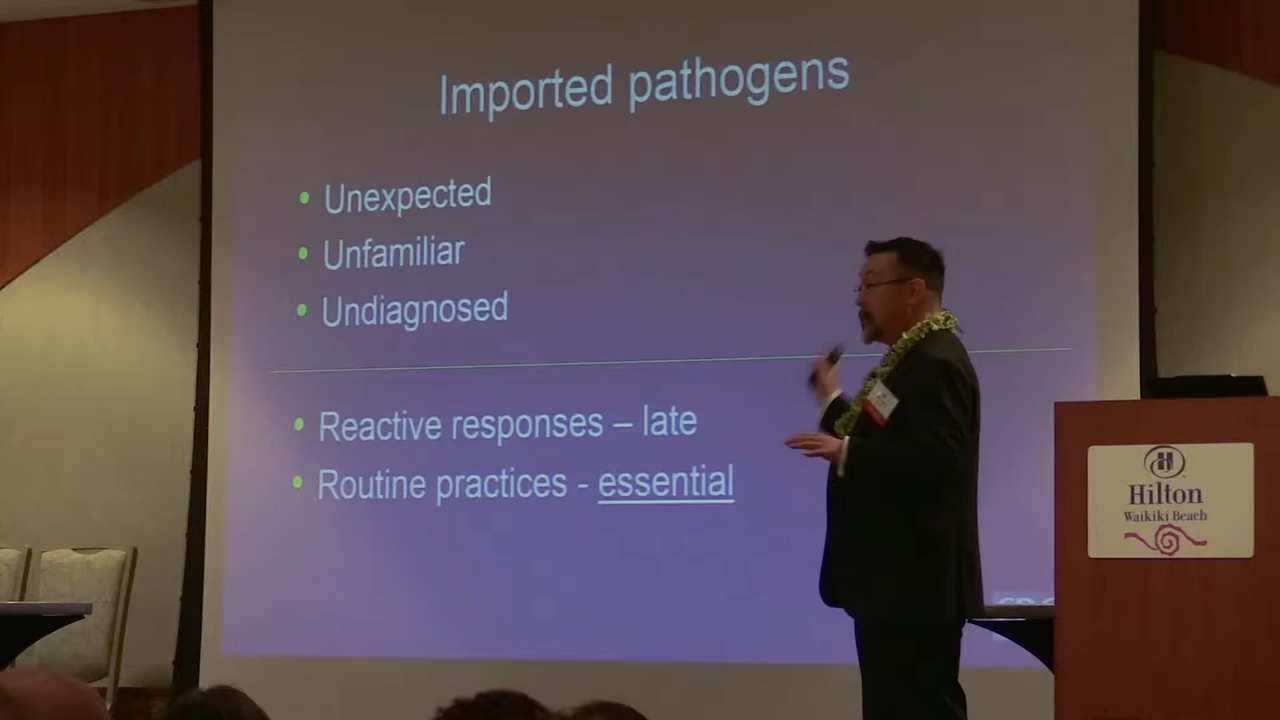 Imported pathogens
• Unexpected
• Unfamiliar
• Undiagnosed
• Reactive responses – late
• Routine practices - essential
H
Hilton
Waikiki Beach